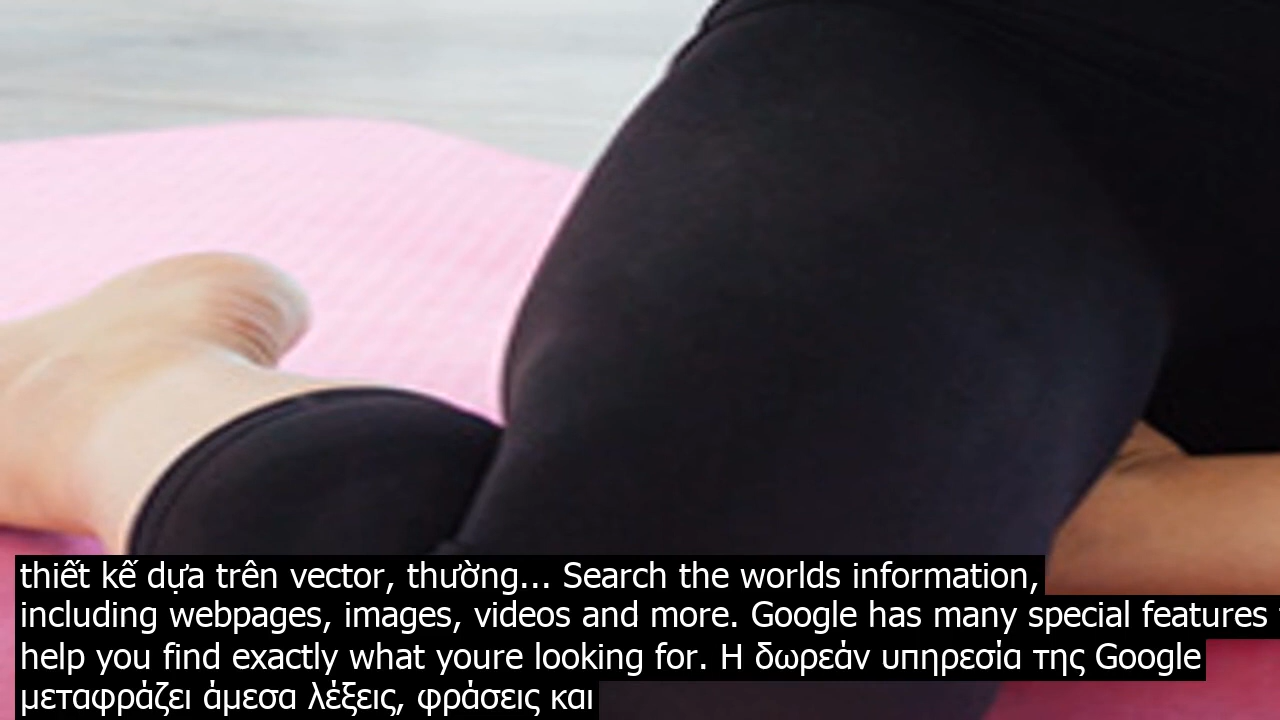 thiết kế dựa trên vector, thường... Search the worlds information,
including webpages, images, videos and more. Google has many special features
help you find exactly what youre looking for. Η δωρεάν υπηρεσία της Google
μεταφράζει άμεσα λέξεις, φράσεις και